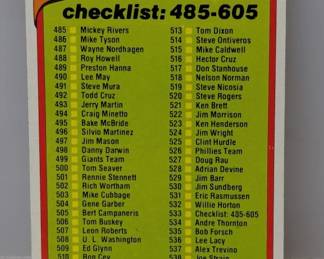 checklist: 485-605
485 Mickey Rivers
486 Mike Tyson
487 Wayne Nordhagen
488 Roy Howell
489 Preston Hanna
490 Lee May
491 Steve Mura
492 Todd Cruz
493 Jerry Martin
494 Craig Minetto
495 Bake McBride
496 Silvio Martinez
497 Jim Mason
498 Danny Darwin
499 Giants Team
500 Tom Seaver
501 Rennie Stennett
502 Rich Wortham
503 Mike Cubbage
504 Gene Garber
505 Bert Campaneris
506 Tom Buskey
507 Leon Roberts
508 U. L. Washington
509 Ed Glynn
510 Ron Cey
513 Tom Dixon
514 Steve Ontiveros
515 Mike Caldwell
516 Hector Cruz
517 Don Stanhouse
518 Nelson Norman
519 Steve Nicosia
520 Steve Rogers
521 Ken Brett
522 Jim Morrison
523 Ken Henderson
524 Jim Wright
525 Clint Hurdle
526 Phillies Team
527 Doug Rau
528 Adrian Devine
529 Jim Barr
530 Jim Sundberg
531 Eric Rasmussen
532 Willie Horton
533 Checklist: 485-605
534 Andre Thornton
535 Bob Forsch
536 Lee Lacy
537 Alex Trevino
538 Joe Strain